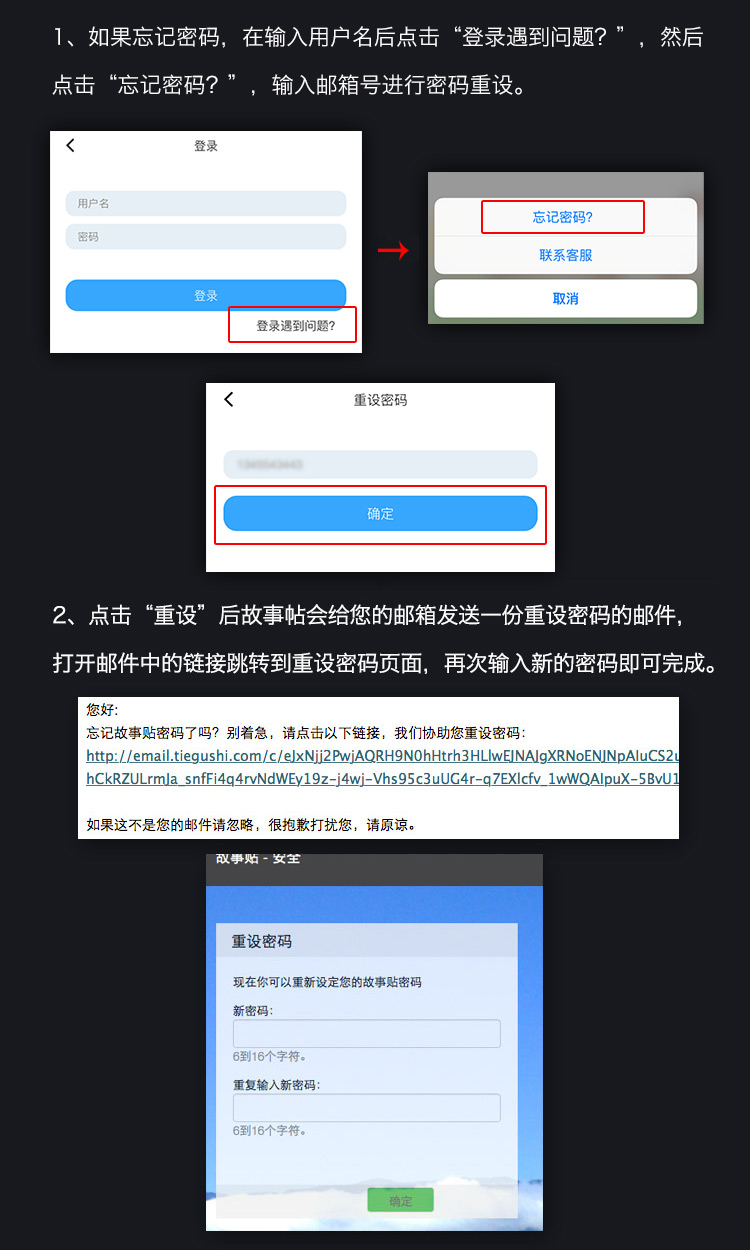 1、如果忘记密码，在输入用户名后点击“登录遇到问题？”，然后
点击“忘记密码？”，输入邮箱号进行密码重设。
登录
用户名
密码
登录
登录遇到问题?
忘记密码?
联系客服
取消
重设密码
确定
2、点击“重设”后故事帖会给您的邮箱发送一份重设密码的邮件，
打开邮件中的链接跳转到重设密码页面，再次输入新的密码即可完成。
您好:
忘记故事贴密码了吗？别着急，请点击以下链接，我们协助您重设密码：
http://email.tiegushi.com/c/eJxNjj2PwjAQRH9N0hHtrh3HLlwEJNAJgXRNoENJNpAluCS2u
hCkRZULrmJa_snfFi4q4rvNdWEy19z-j4wj-Vhs95c3uUG4r-q7EXlcfv_1wWQAIpuX-5BvU1
如果这不是您的邮件请忽略，很抱歉打扰您，请原谅。
故事贴 - 安全
重设密码
现在你可以重新设定您的故事贴密码
新密码：
6到16个字符。
重复输入新密码：
6到16个字符。
确定